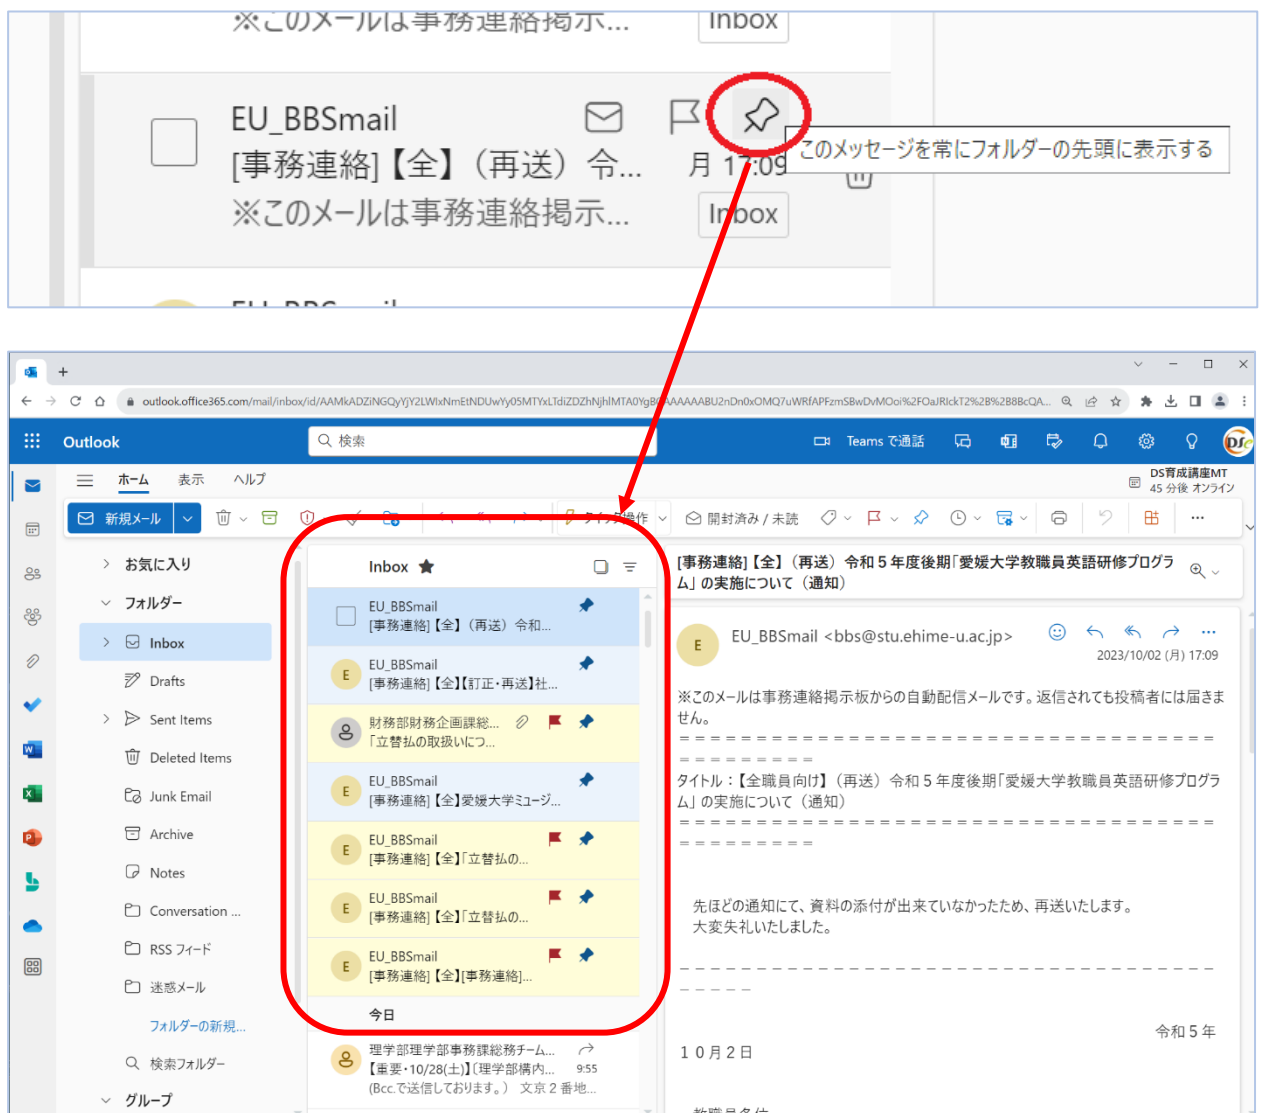 ※このメールは事務連絡掲示...
Inbox
EU_BBSmail
[事務連絡]【全】（再送）令...
月 17:09
このメッセージを常にフォルダーの先頭に表示する
※このメールは事務連絡掲示...
Inbox
EU_BBSmail
Outlook
検索
Teams で通話
ホーム 表示 ヘルプ
DS育成講座MT
45 分後 オンライン
新規メール
クイック操作
開封済み / 未読
お気に入り
フォルダー
Inbox
Drafts
Sent Items
Deleted Items
Junk Email
Archive
Notes
Conversation ...
RSS フィード
迷惑メール
フォルダーの新規...
検索フォルダー
グループ
Inbox
EU_BBSmail
[事務連絡]【全】（再送）令和...
EU_BBSmail
[事務連絡]【全】【訂正・再送】社...
財務部財務企画課総...
「立替払の取扱いにつ...
EU_BBSmail
[事務連絡]【全】愛媛大学ミュージ...
EU_BBSmail
[事務連絡]【全】「立替払の...
EU_BBSmail
[事務連絡]【全】「立替払の...
EU_BBSmail
[事務連絡]【全】[事務連絡]...
今日
理学部理学部事務課総務チーム...
【重要・10/28(土)】〔理学部構内...
9:55
(Bcc.で送信しております。） 文京２番地...
[事務連絡]【全】（再送）令和５年度後期「愛媛大学教職員英語研修プログラ
ム」の実施について（通知）
EU_BBSmail <bbs@stu.ehime-u.ac.jp>
2023/10/02 (月) 17:09
※このメールは事務連絡掲示板からの自動配信メールです。返信されても投稿者には届きま
せん。
＝＝＝＝＝＝＝＝＝＝＝＝＝＝＝＝＝＝＝＝＝＝＝＝＝＝＝＝
＝＝＝＝＝＝＝
タイトル：【全職員向け】（再送）令和５年度後期「愛媛大学教職員英語研修プログラ
ム」の実施について（通知）
＝＝＝＝＝＝＝＝＝＝＝＝＝＝＝＝＝＝＝＝＝＝＝＝＝＝＝＝
＝＝＝＝＝＝＝
先ほどの通知にて、資料の添付が出来ていなかったため、再送いたします。
大変失礼いたしました。
－－－－－－－－－－－－－－－－－－－－－－－－－－－－
－－－－
令和５年
１０月２日
教職員各位